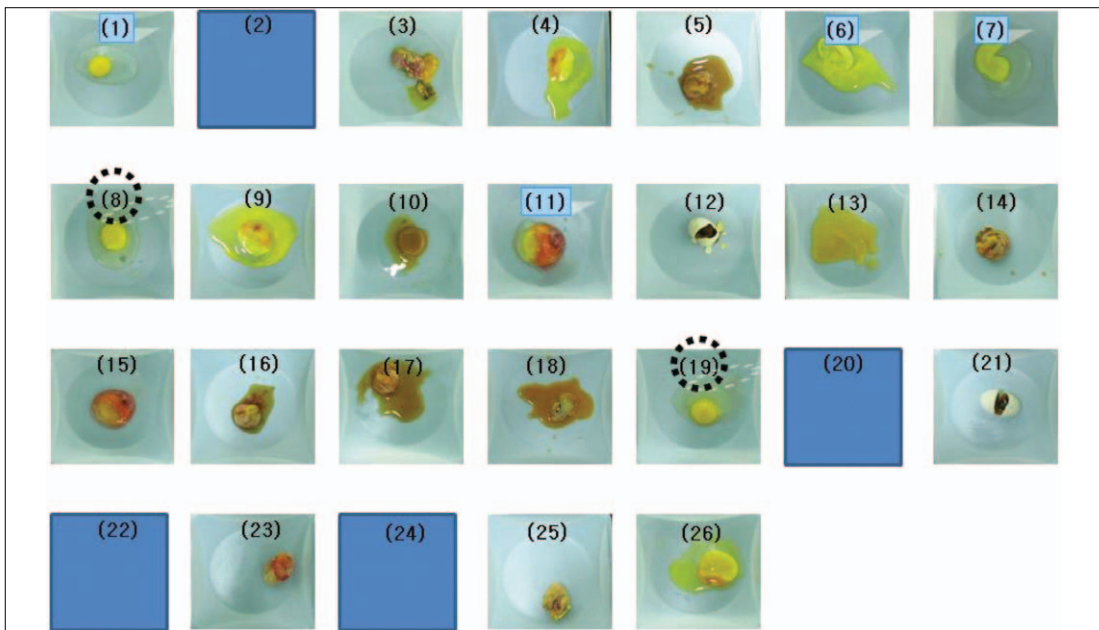 (1) (2) (3) (4) (5) (6) (7)
(8) (9) (10) (11) (12) (13) (14)
(15) (16) (17) (18) (19) (20) (21)
(22) (23) (24) (25) (26)